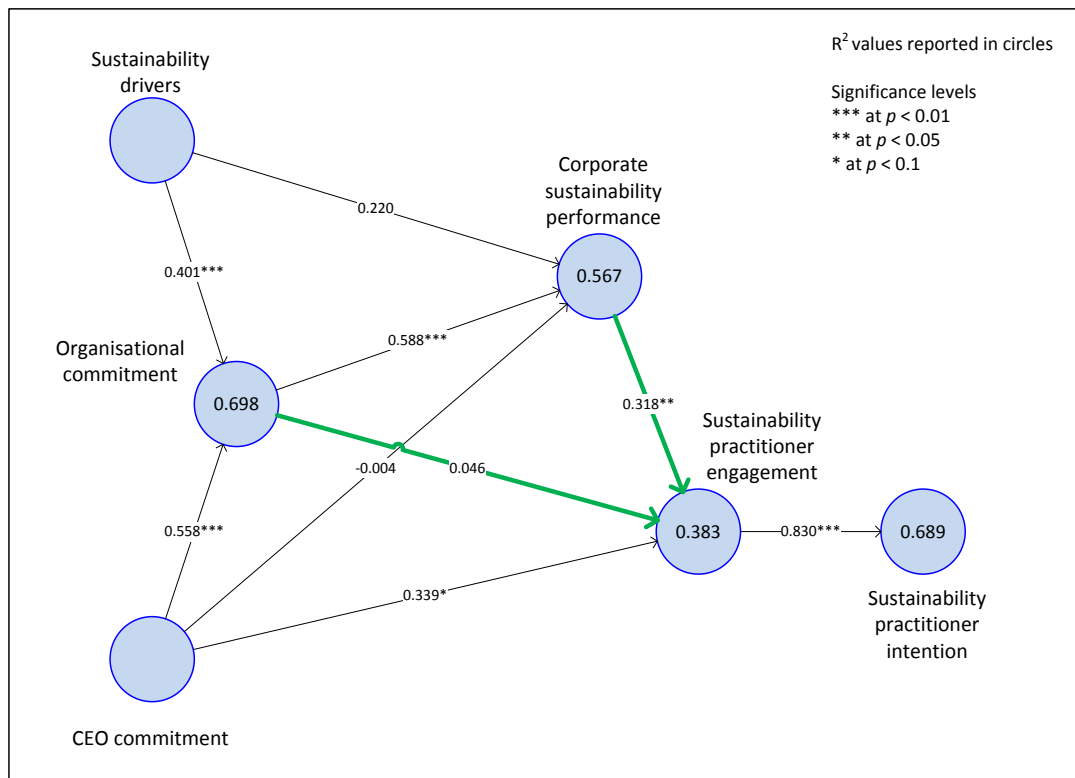 R² values reported in circles
Significance levels
*** at p < 0.01
** at p < 0.05
* at p < 0.1
Sustainability
drivers
Corporate
sustainability
performance
0.220
0.567
0.401***
0.588***
Organisational
commitment
0.698
0.318**
Sustainability
practitioner
engagement
-0.004
0.046
0.558***
0.383
0.830***
0.689
0.339*
Sustainability
practitioner
intention
CEO commitment